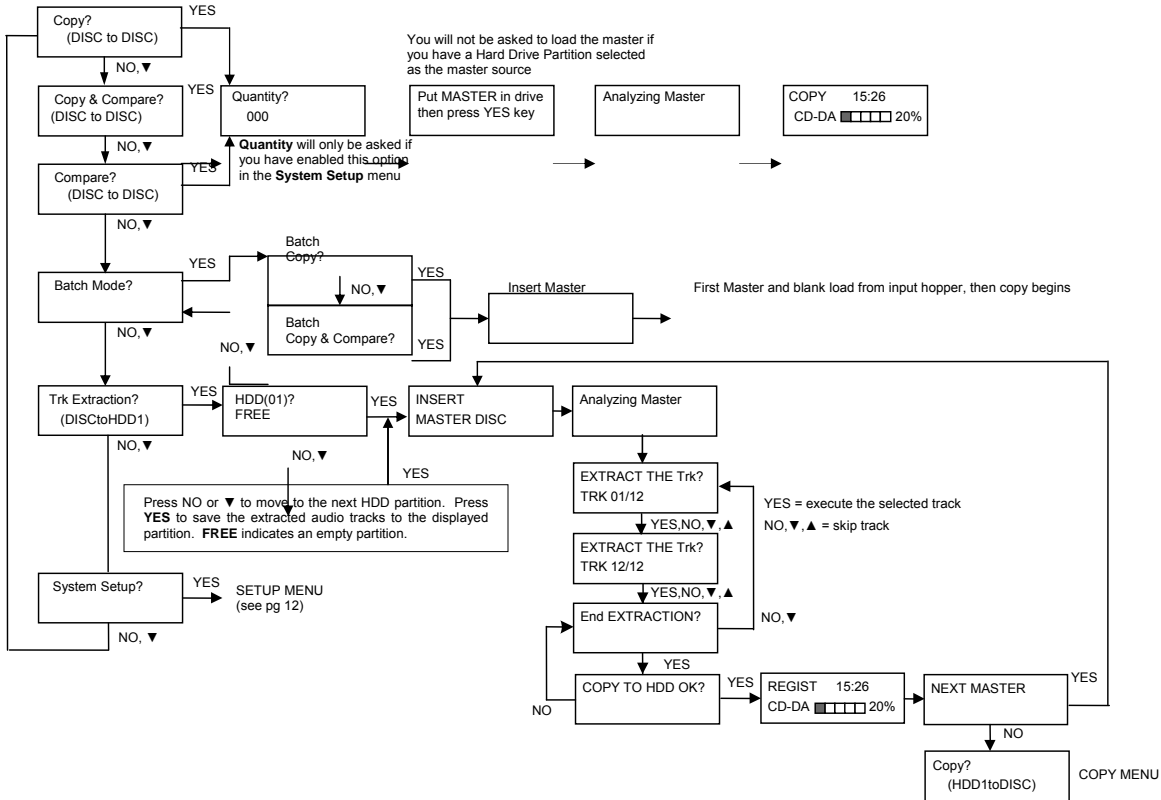 Copy?
(DISC to DISC)
YES
NO,▼
Copy & Compare?
(DISC to DISC)
YES
NO,▼
Compare?
(DISC to DISC)
YES
NO,▼
Quantity?
000
Quantity will only be asked if
you have enabled this option
in the System Setup menu
You will not be asked to load the master if
you have a Hard Drive Partition selected
as the master source
Put MASTER in drive
then press YES key
Analyzing Master
COPY 15:26
CD-DA 20%
Batch Mode?
YES
NO,▼
Batch
Copy?
YES
NO,▼
Batch
Copy & Compare?
YES
NO,▼
Insert Master
First Master and blank load from input hopper, then copy begins
Trk Extraction?
(DISCtoHDD1)
YES
NO,▼
HDD(01)?
FREE
YES
NO,▼
YES
Press NO or ▼ to move to the next HDD partition. Press
YES to save the extracted audio tracks to the displayed
partition. FREE indicates an empty partition.
INSERT
MASTER DISC
Analyzing Master
EXTRACT THE Trk?
TRK 01/12
YES,NO,▼,▲
YES = execute the selected track
NO,▼,▲ = skip track
EXTRACT THE Trk?
TRK 12/12
YES,NO,▼,▲
End EXTRACTION?
NO,▼
YES
COPY TO HDD OK?
NO
YES
REGIST 15:26
CD-DA 20%
NEXT MASTER
YES
NO
Copy?
(HDD1toDISC)
COPY MENU
System Setup?
YES
SETUP MENU
(see pg 12)
NO, ▼